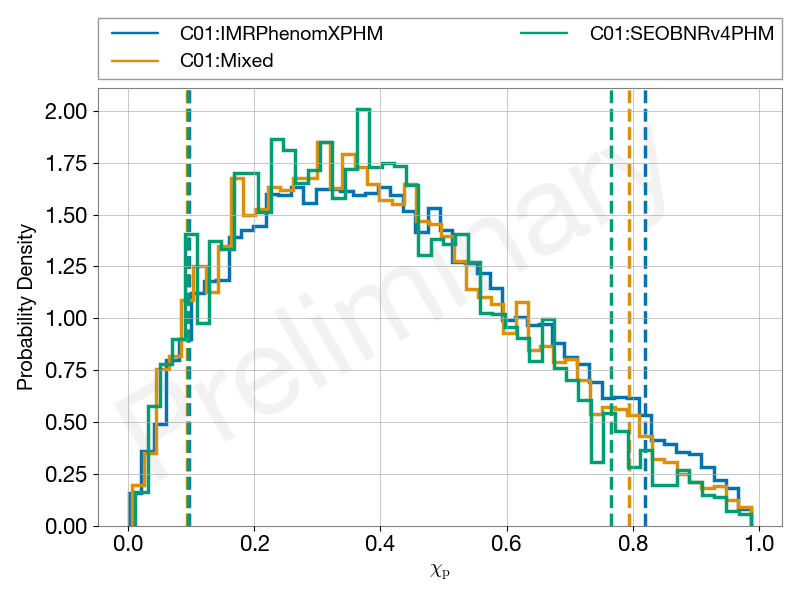 C01:IMRPhenomXPHM
C01:Mixed
C01:SEOBNRv4PHM
2.00
1.75
1.50
1.25
1.00
0.75
0.50
0.25
0.00
Probability Density
Preliminary
0.0 0.2 0.4 0.6 0.8 1.0
χp